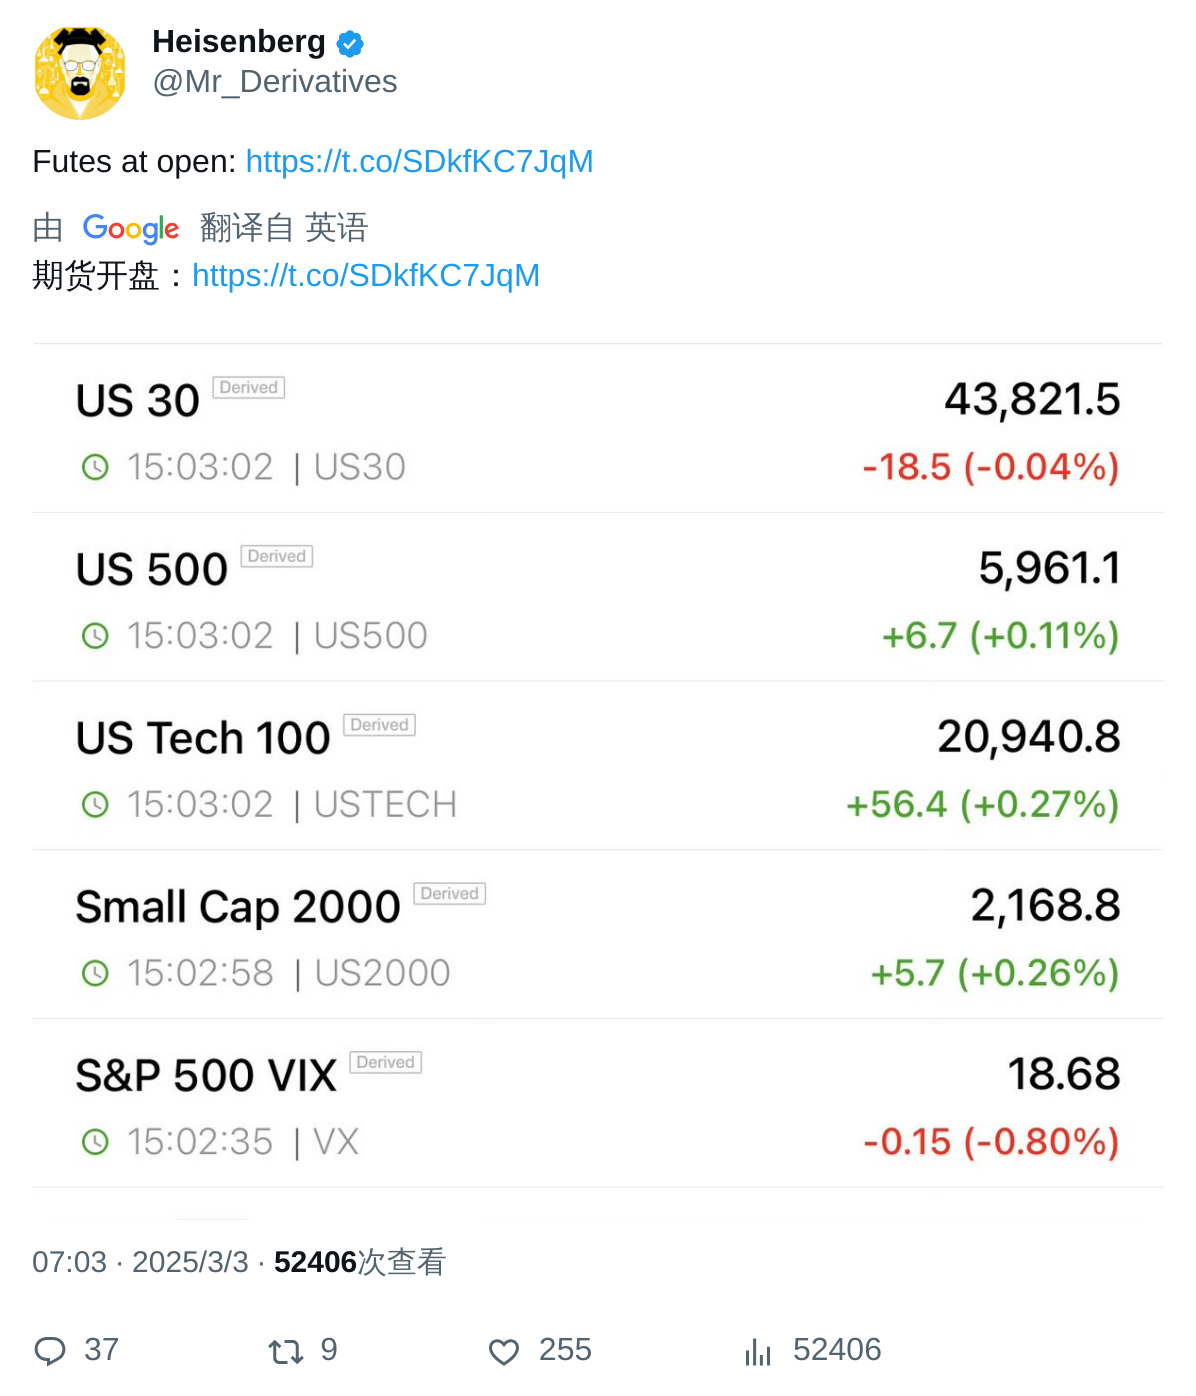 Heisenberg
@Mr_Derivatives
Futes at open: https://t.co/SDkfKC7JqM
由 Google 翻译自 英语
期货开盘：https://t.co/SDkfKC7JqM
US 30 Derived 43,821.5
15:03:02 | US30 -18.5 (-0.04%)
US 500 Derived 5,961.1
15:03:02 | US500 +6.7 (+0.11%)
US Tech 100 Derived 20,940.8
15:03:02 | USTECH +56.4 (+0.27%)
Small Cap 2000 Derived 2,168.8
15:02:58 | US2000 +5.7 (+0.26%)
S&P 500 VIX Derived 18.68
15:02:35 | VX -0.15 (-0.80%)
07:03 · 2025/3/3 · 52406次查看
37 9 255 52406